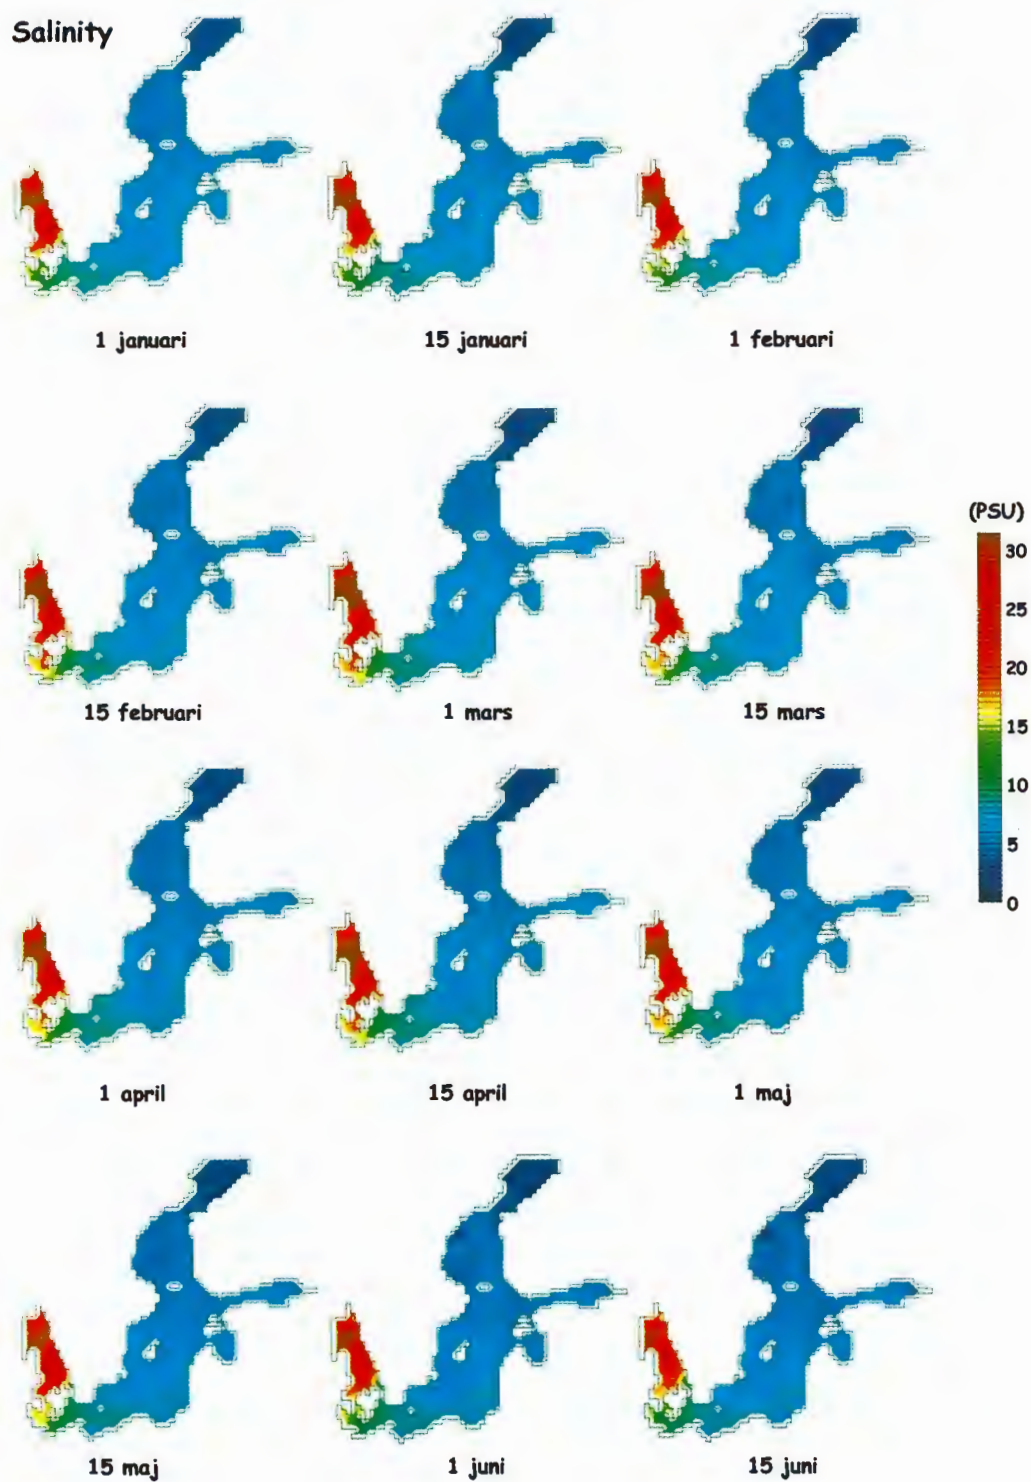 Salinity
1 januari
15 januari
1 februari
15 februari
1 mars
15 mars
(PSU)
30
25
20
15
10
5
0
1 april
15 april
1 maj
15 maj
1 juni
15 juni